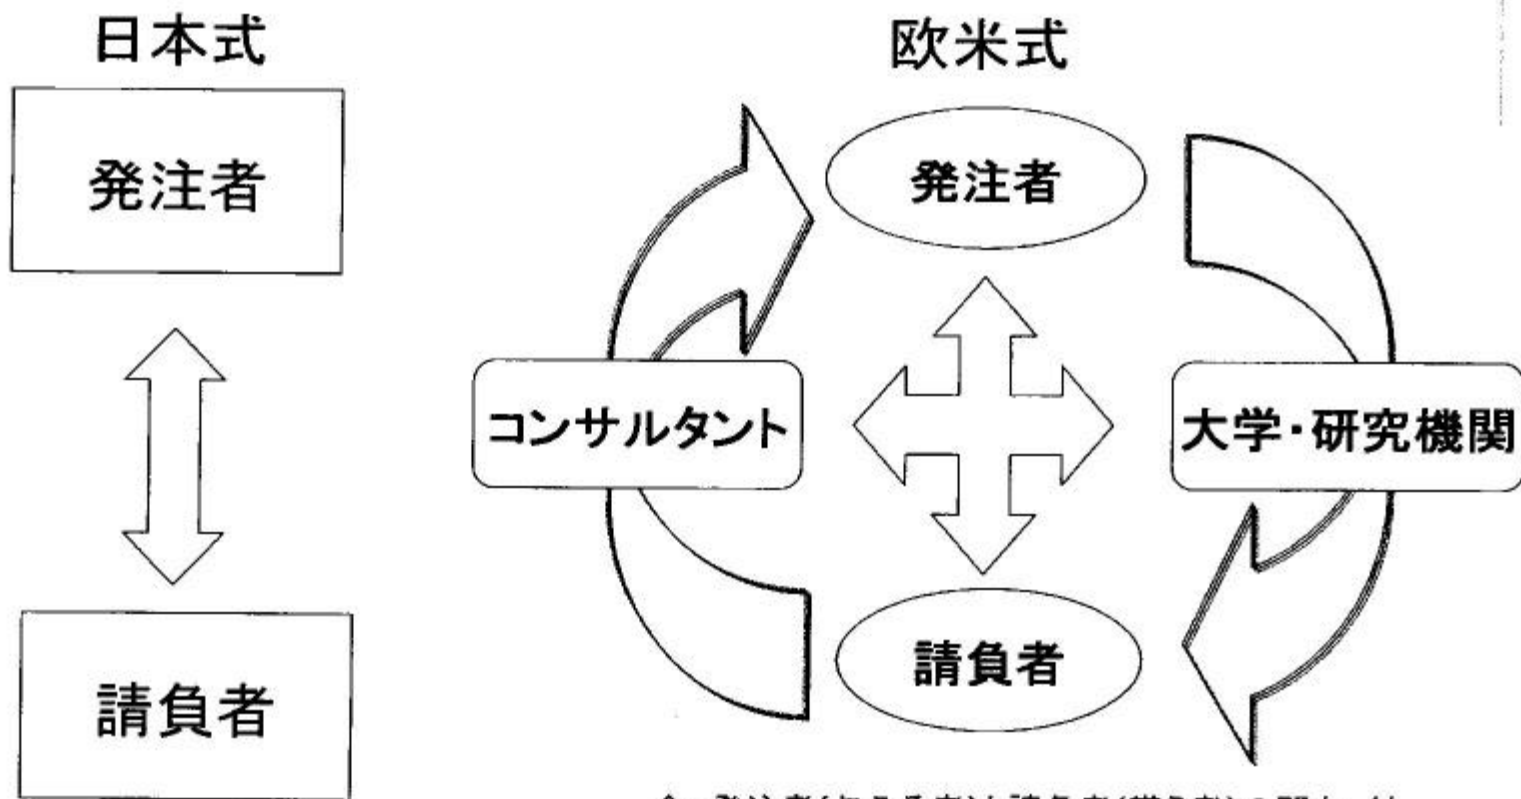 日本式
発注者
請負者
欧米式
発注者
コンサルタント
大学・研究機関
請負者